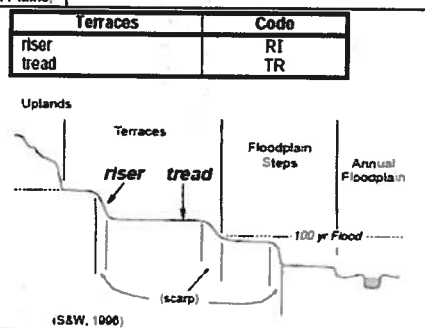 Plains)
Terraces Code
riser RI
tread TR
Uplands
Terraces
Floodplain
Steps
Annual
Floodplain
riser tread
100 yr Flood
(scarp)
(S&W, 1996)